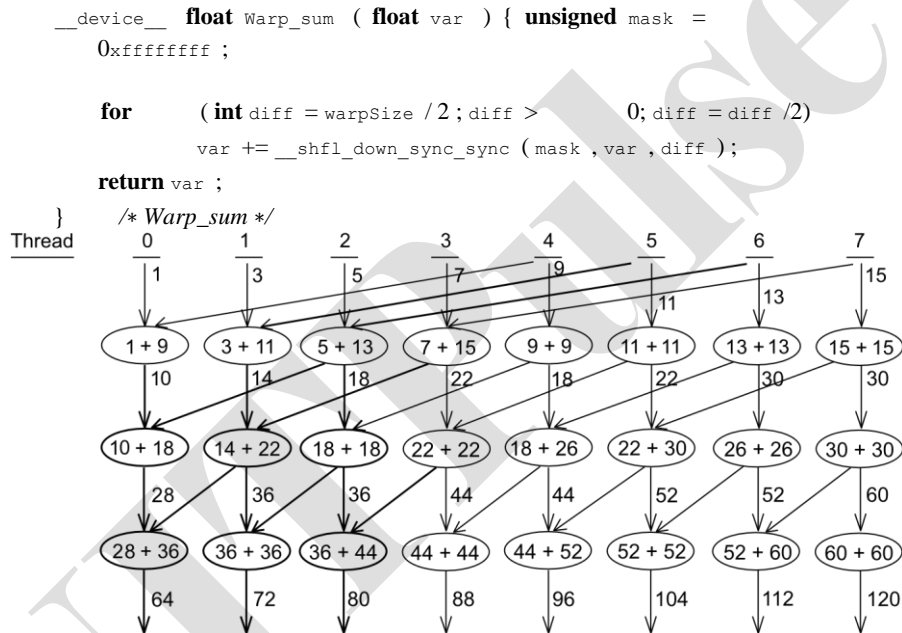 __device__ float Warp_sum ( float var ) { unsigned mask =
0xffffffff ;
for ( int diff = warpSize / 2 ; diff > 0; diff = diff /2)
var += __shfl_down_sync_sync ( mask , var , diff ) ;
return var ;
} /* Warp_sum */
Thread 0 1 2 3 4 5 6 7
1 3 5 7 9 11 13 15
1 + 9 3 + 11 5 + 13 7 + 15 9 + 9 11 + 11 13 + 13 15 + 15
10 14 18 22 18 22 30 30
10 + 18 14 + 22 18 + 18 22 + 22 18 + 26 22 + 30 26 + 26 30 + 30
28 36 36 44 44 52 52 60
28 + 36 36 + 36 36 + 44 44 + 44 44 + 52 52 + 52 52 + 60 60 + 60
64 72 80 88 96 104 112 120